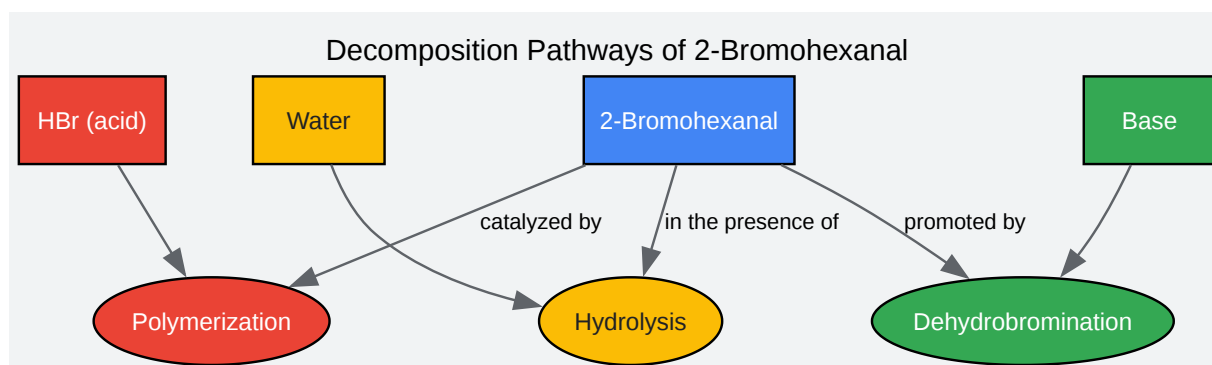 Decomposition Pathways of 2-Bromohexanal
HBr (acid)
Water
2-Bromohexanal
Base
catalyzed by
in the presence of
promoted by
Polymerization
Hydrolysis
Dehydrobromination